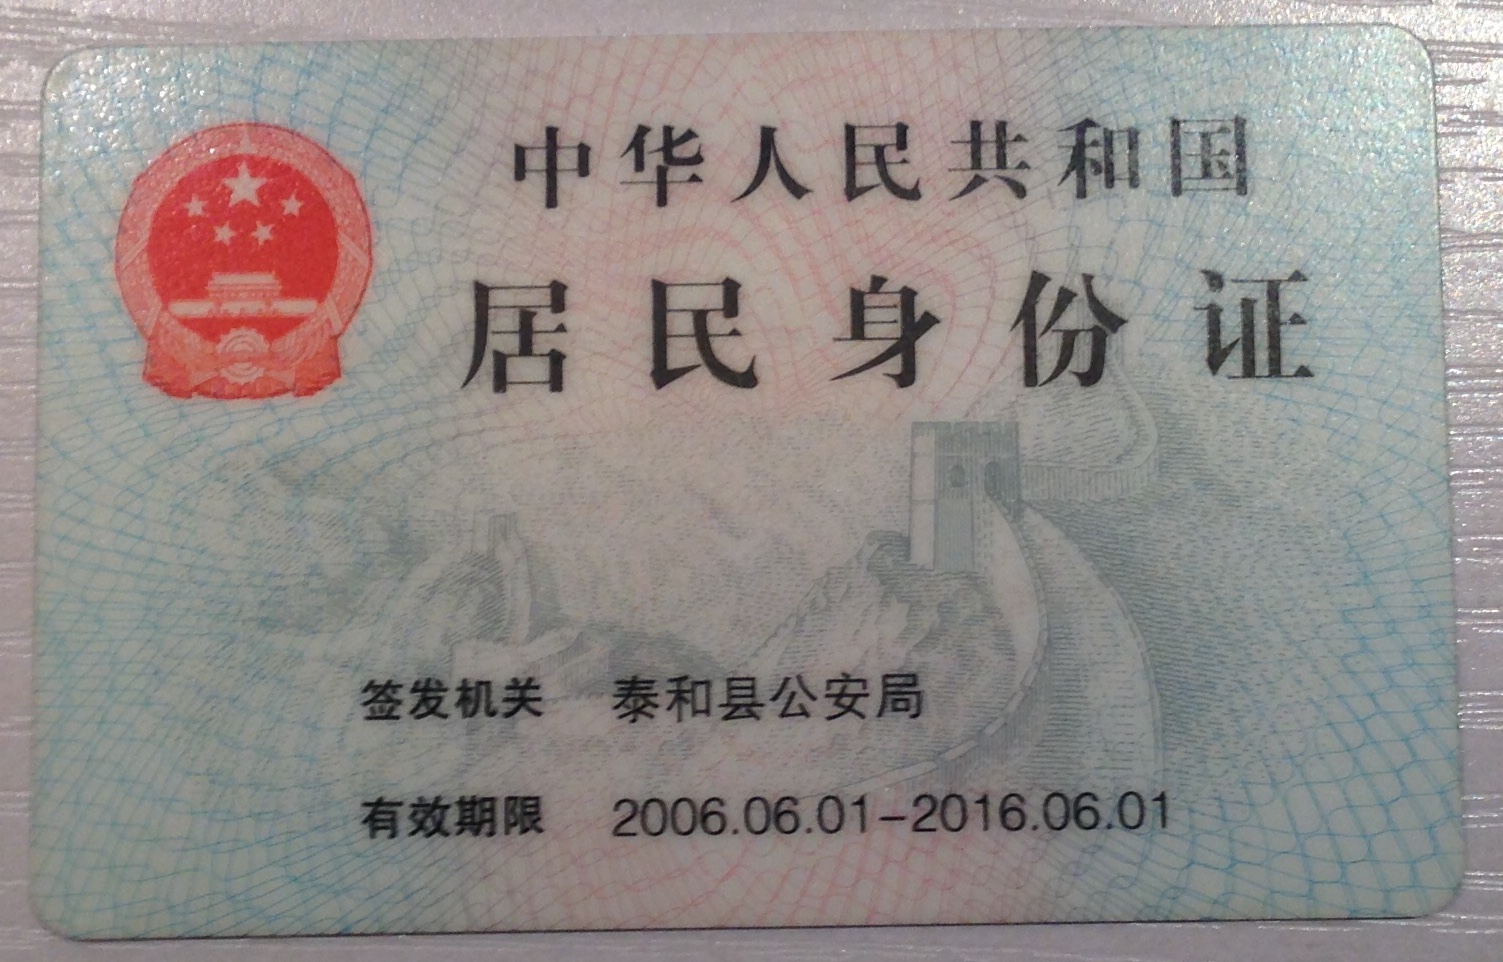 中华人民共和国
居民身份证
签发机关 泰和县公安局
有效期限 2006.06.01-2016.06.01